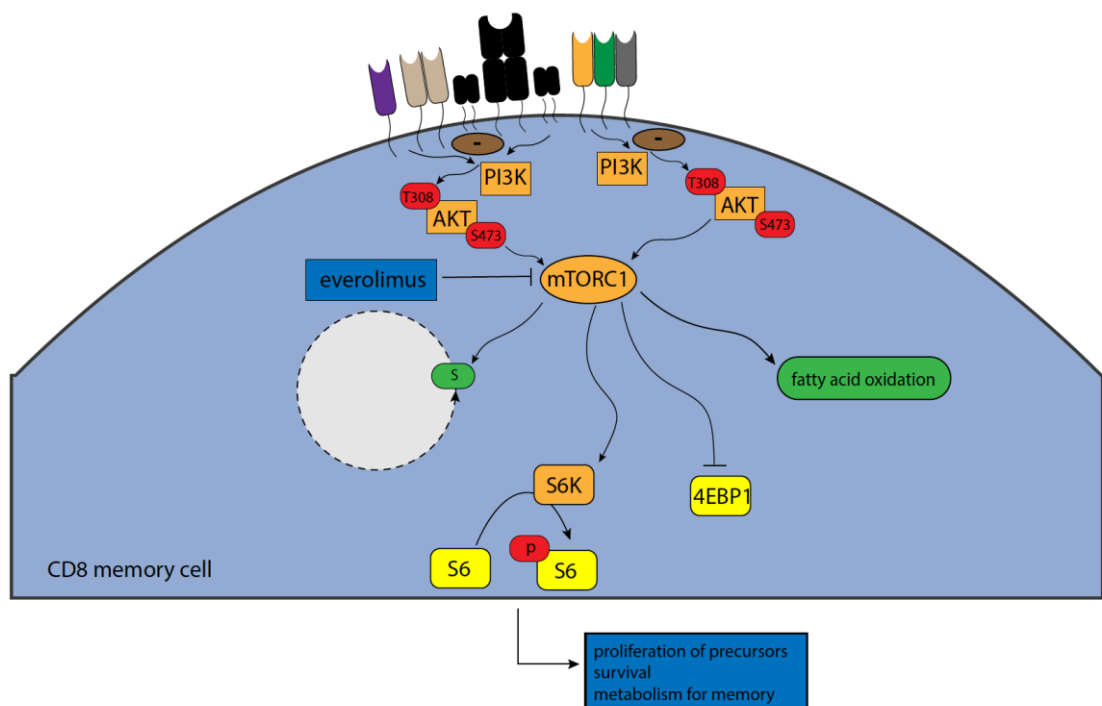 -
-
PI3K
PI3K
T308
AKT
S473
T308
AKT
S473
everolimus
mTORC1
S
fatty acid oxidation
S6K
4EBP1
S6
p
S6
CD8 memory cell
proliferation of precursors
survival
metabolism for memory